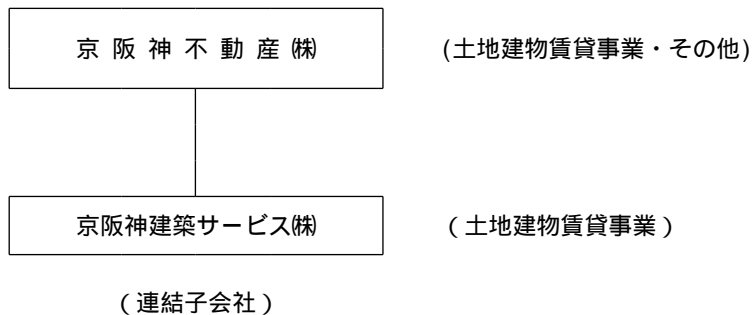 京 阪 神 不 動 産 ㈱ (土地建物賃貸事業・その他)
京阪神建築サービス㈱ (土地建物賃貸事業)
(連結子会社)